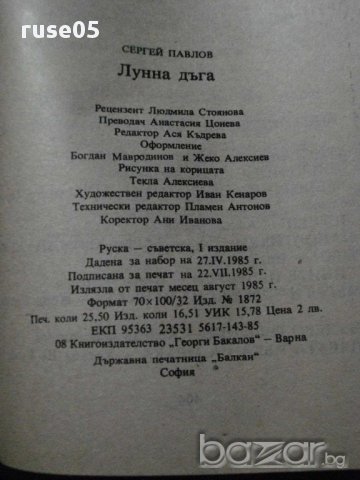 ruse05
СЕРГЕЙ ПАВЛОВ
Лунна дъга
Рецензент Людмила Стоянова
Преводач Анастасия Цонева
Редактор Ася Къдрева
Оформление
Богдан Мавродинов и Жеко Алексиев
Рисунка на корицата
Текла Алексиева
Художествен редактор Иван Кенаров
Технически редактор Пламен Антонов
Коректор Ани Иванова
Руска — съветска, I издание
Дадена за набор на 27.IV.1985 г.
Подписана за печат на 22.VII.1985 г.
Излязла от печат месец август 1985 г.
Формат 70×100/32 Изд. № 1872
Печ. коли 25,50 Изд. коли 16,51 УИК 15,78 Цена 2 лв.
ЕКП 95363 23531 5617-143-85
08 Книгоиздателство „Георги Бакалов" — Варна
Държавна печатница „Балкан"
София
bazar.bg